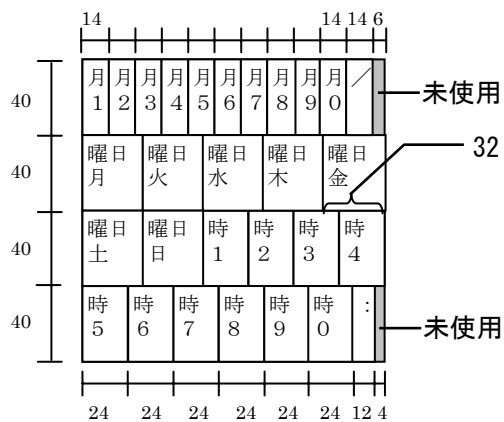 14 14 14 6
40 月 月 月 月 月 月 月 月 月 月 ／ 未使用
1 2 3 4 5 6 7 8 9 0
40 曜日 曜日 曜日 曜日 曜日 32
月 火 水 木 金
40 曜日 曜日 時 時 時 時
土 日 1 2 3 4
40 時 時 時 時 時 時 : 未使用
5 6 7 8 9 0
24 24 24 24 24 24 12 4